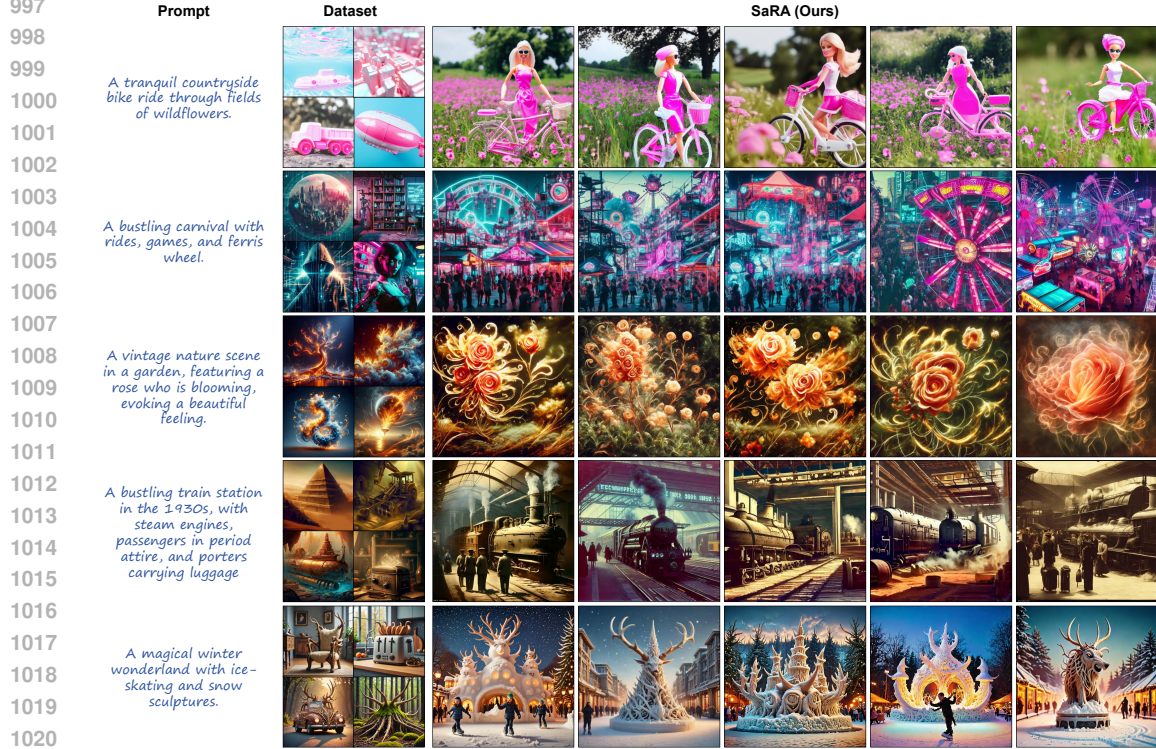 997
Prompt Dataset SaRA (Ours)
998
999
1000
1001
1002
A tranquil countryside
bike ride through fields
of wildflowers.
1003
1004
1005
1006
A bustling carnival with
rides, games, and ferris
wheel.
1007
1008
1009
1010
1011
A vintage nature scene
in a garden, featuring a
rose who is blooming,
evoking a beautiful
feeling.
1012
1013
1014
1015
A bustling train station
in the 1930s, with
steam engines,
passengers in period
attire, and porters
carrying luggage
1016
1017
1018
1019
1020
A magical winter
wonderland with ice-
skating and snow
sculptures.